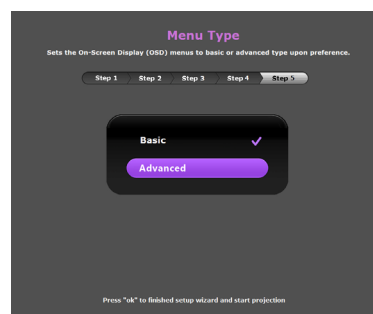 Menu Type
Sets the On-Screen Display (OSD) menus to basic or advanced type upon preference.
Step 1 Step 2 Step 3 Step 4 Step 5
Basic
Advanced
Press "ok" to finished setup wizard and start projection